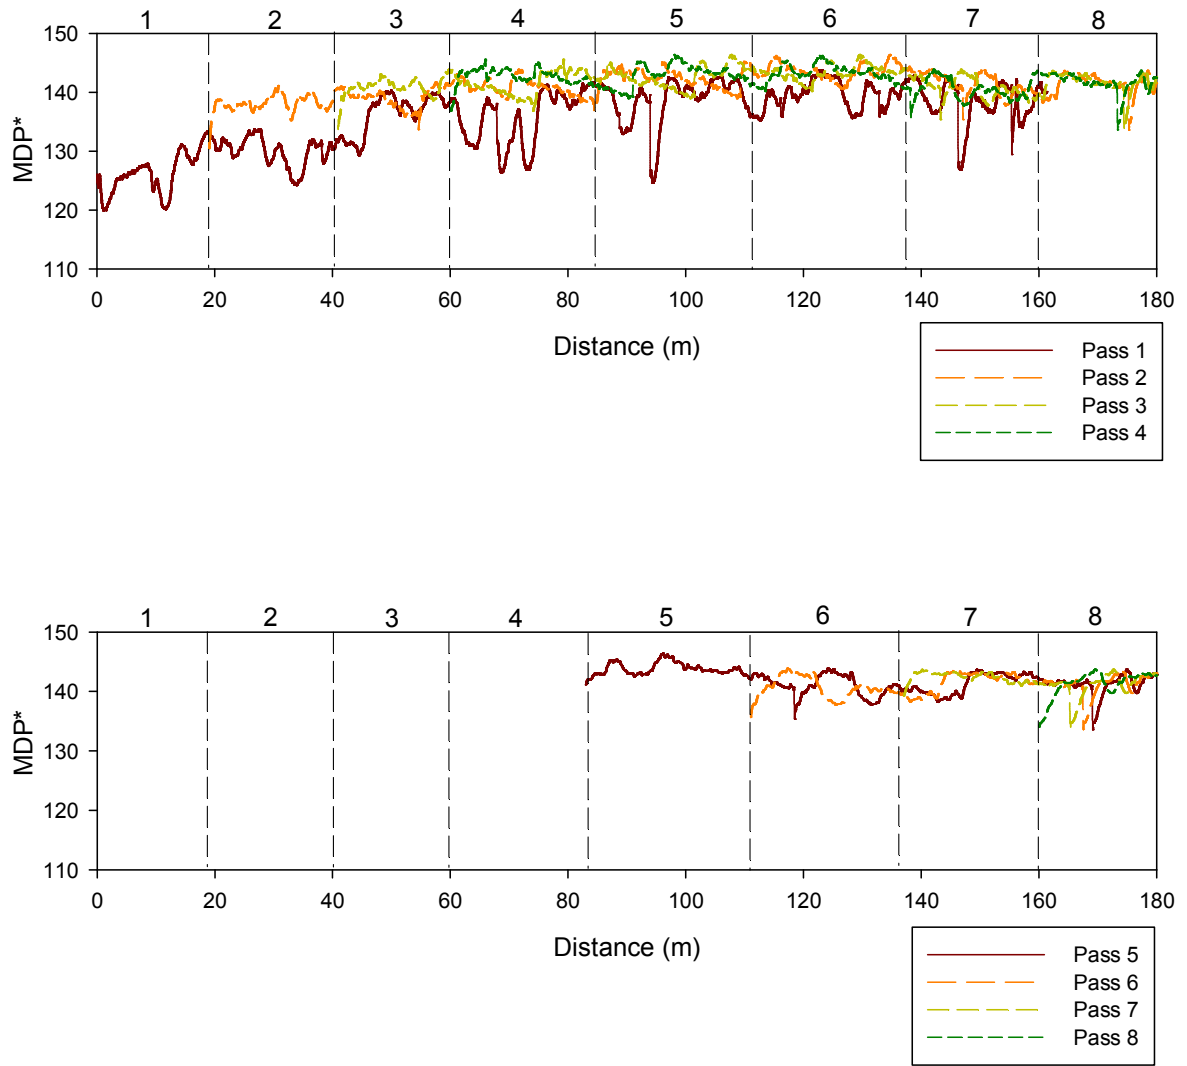 1 2 3 4 5 6 7 8
150
140
130
120
110
MDP*
0 20 40 60 80 100 120 140 160 180
Distance (m)
Pass 1
Pass 2
Pass 3
Pass 4
1 2 3 4 5 6 7 8
150
140
130
120
110
MDP*
0 20 40 60 80 100 120 140 160 180
Distance (m)
Pass 5
Pass 6
Pass 7
Pass 8